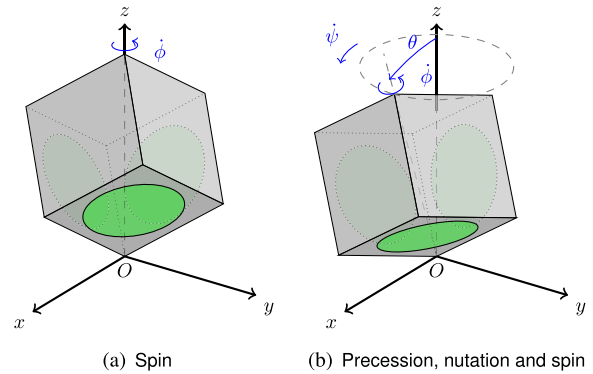 z
z
ϕ̇
ψ̇
θ
ϕ̇
O
O
x
y
x
y
(a) Spin
(b) Precession, nutation and spin